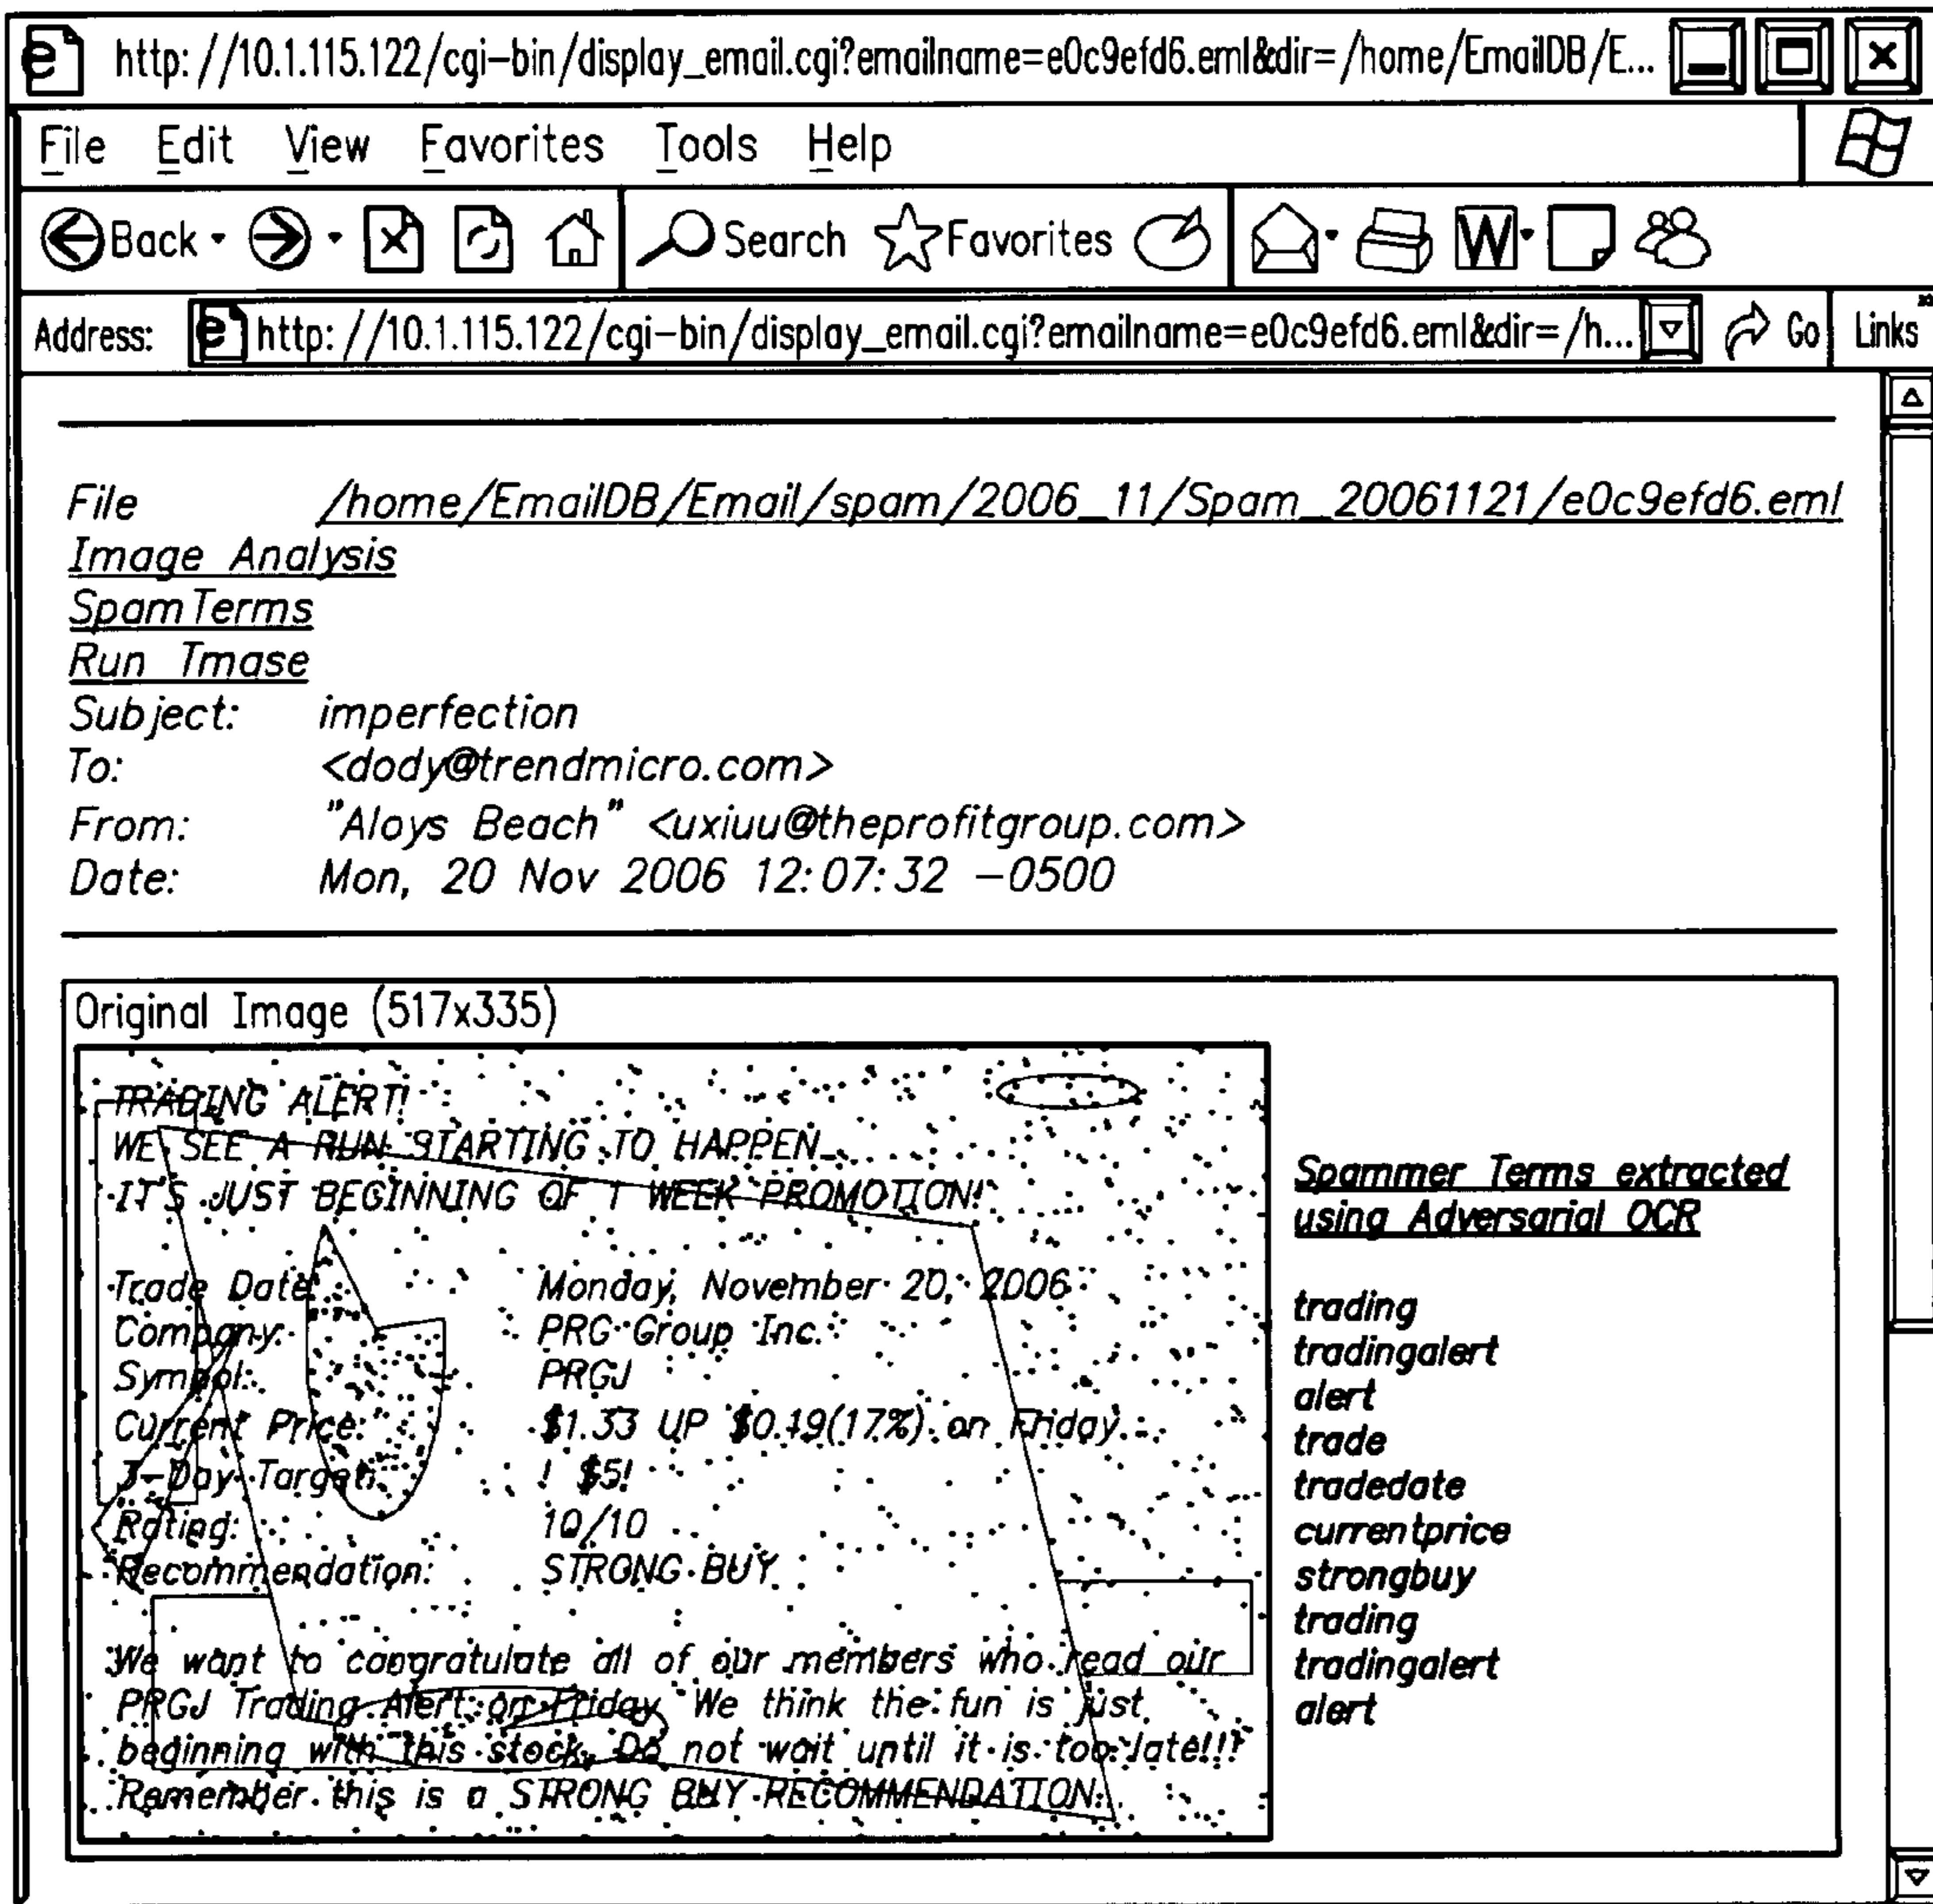 http://10.1.115.122/cgi-bin/display_email.cgi?emailname=e0c9efd6.eml&dir=/home/EmailDB/E...
File Edit View Favorites Tools Help
Back Search Favorites W
Address: http://10.1.115.122/cgi-bin/display_email.cgi?emailname=e0c9efd6.eml&dir=/h... Go Links »
File /home/EmailDB/Email/spam/2006_11/Spam_20061121/e0c9efd6.eml
Image Analysis
SpamTerms
Run Tmase
Subject: imperfection
To: <dody@trendmicro.com>
From: "Aloys Beach" <uxiuu@theprofitgroup.com>
Date: Mon, 20 Nov 2006 12:07:32 -0500
Original Image (517x335)
TRADING ALERT!
WE SEE A RUN STARTING TO HAPPEN
IT'S JUST BEGINNING OF 1 WEEK PROMOTION!
Trade Date: Monday, November 20, 2006
Company: PRG Group Inc.
Symbol: PRGJ
Current Price: $1.33 UP $0.19(17%) on Friday.
3-Day Target: ! $5!
Rating: 10/10
Recommendation: STRONG BUY
We want to congratulate all of our members who read our
PRGJ Trading Alert on Friday We think the fun is just
beginning with this stock. Do not wait until it is too late!!!
Remember this is a STRONG BUY RECOMMENDATION.
Spammer Terms extracted
using Adversarial OCR
trading
tradingalert
alert
trade
tradedate
currentprice
strongbuy
trading
tradingalert
alert